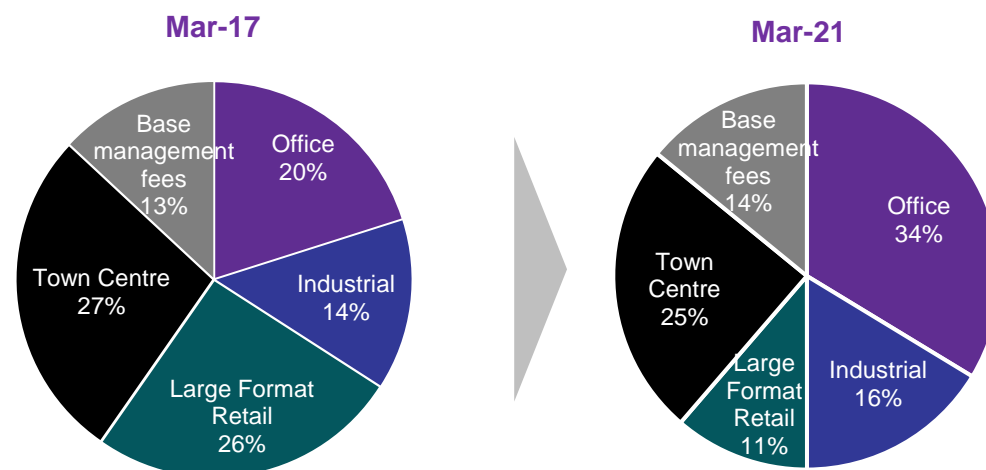 Mar-17
Base
management
fees
13%
Office
20%
Industrial
14%
Large Format
Retail
26%
Town Centre
27%
Mar-21
Base
management
fees
14%
Office
34%
Industrial
16%
Large
Format
Retail
11%
Town
Centre
25%